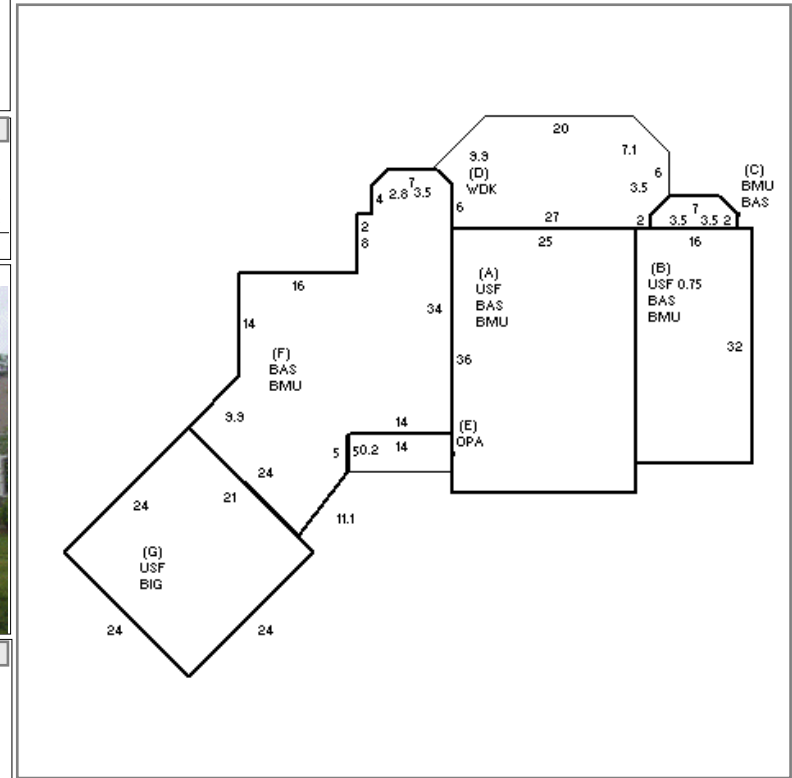 20
9.9
7.1
(D)
WDK
6
3.5
(C)
BMU
BAS
7
4
2.8
3.5
6
27
2
7
3.5
3.5
2
2
8
25
16
(A)
USF
BAS
BMU
(B)
USF 0.75
BAS
BMU
16
14
34
32
36
(F)
BAS
BMU
9.9
14
(E)
OPA
5
50.2
14
24
21
24
11.1
(G)
USF
BIG
24
24